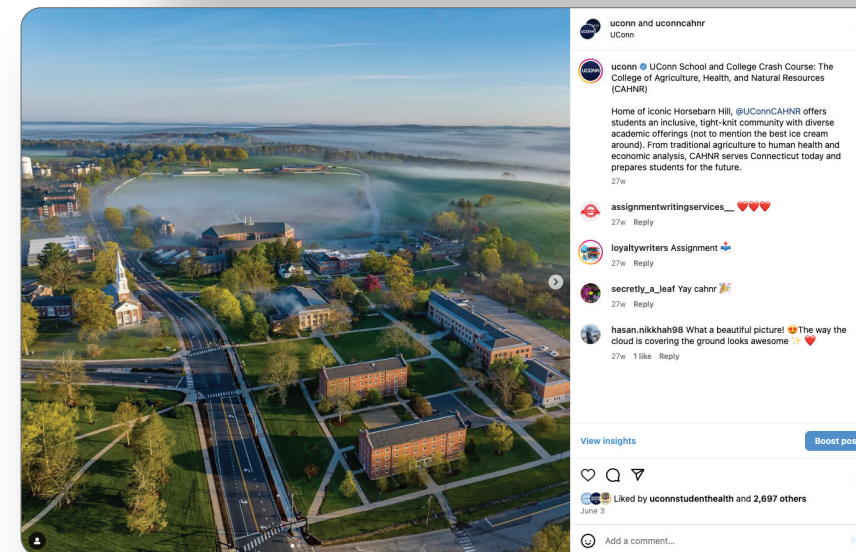 uconn and uconncahnr
UConn
uconn UConn School and College Crash Course: The
College of Agriculture, Health, and Natural Resources
(CAHNR)
Home of iconic Horsebarn Hill, @UConnCAHNR offers
students an inclusive, tight-knit community with diverse
academic offerings (not to mention the best ice cream
around). From traditional agriculture to human health and
economic analysis, CAHNR serves Connecticut today and
prepares students for the future.
27w
assignmentwritingservices__ ❤️❤️❤️
27w Reply
loyaltywriters Assignment
27w Reply
secretly_a_leaf Yay cahnr 🎉
27w Reply
hasan.nikkhah98 What a beautiful picture! 😍The way the
cloud is covering the ground looks awesome ✨ ❤️
27w 1 like Reply
View insights
Boost pos
Liked by uconnstudenthealth and 2,697 others
June 3
Add a comment...
UCONN